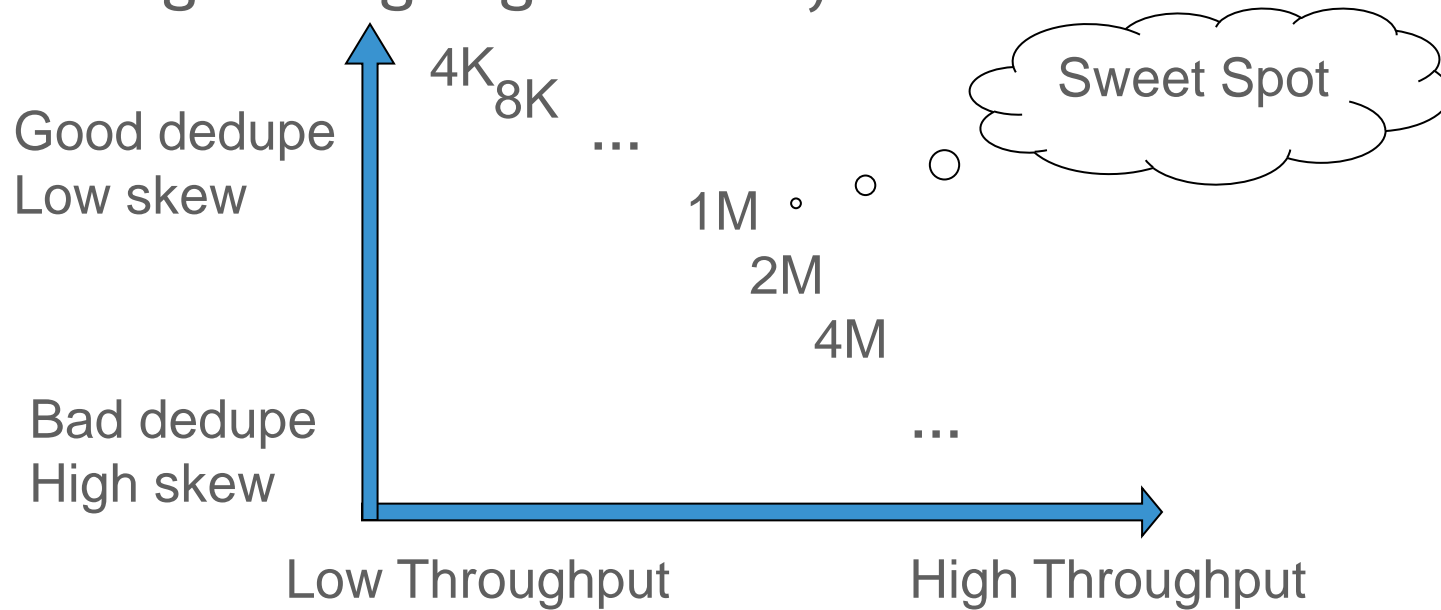 4K
8K
Sweet Spot
Good dedupe
Low skew
...
1M
2M
4M
Bad dedupe
High skew
...
Low Throughput
High Throughput